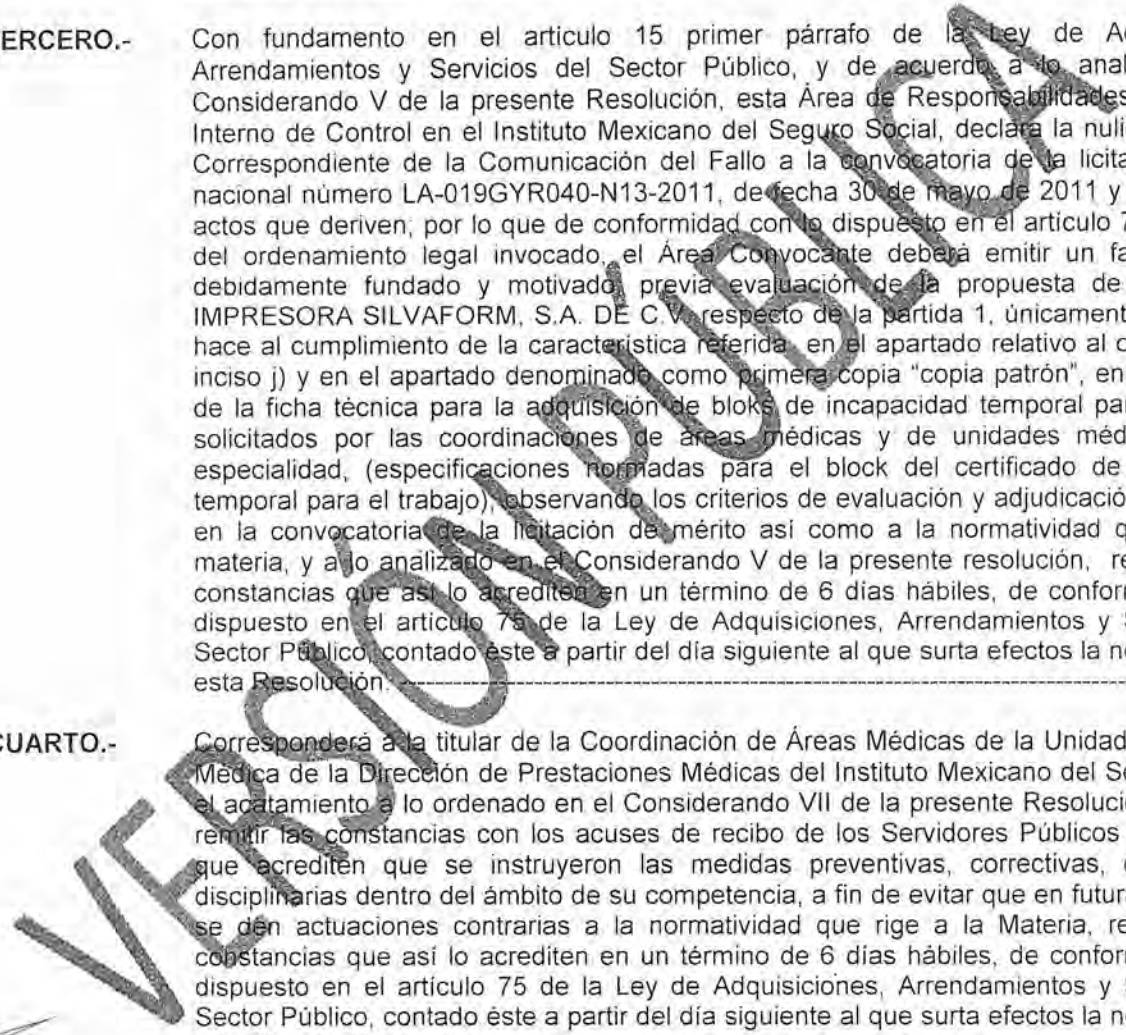 ERCERO.- Con fundamento en el articulo 15 primer párrafo de la Ley de Ad
Arrendamientos y Servicios del Sector Público, y de acuerdo a lo anal
Considerando V de la presente Resolución, esta Área de Responsabilidades
Interno de Control en el Instituto Mexicano del Seguro Social, declara la nuli
Correspondiente de la Comunicación del Fallo a la convocatoria de la licita
nacional número LA-019GYR040-N13-2011, de fecha 30 de mayo de 2011 y
actos que deriven; por lo que de conformidad con lo dispuesto en el artículo 7
del ordenamiento legal invocado, el Área Convocante deberá emitir un fa
debidamente fundado y motivado, previa evaluación de la propuesta de
IMPRESORA SILVAFORM, S.A. DE C.V. respecto de la partida 1, únicament
hace al cumplimiento de la característica referida, en el apartado relativo al o
inciso j) y en el apartado denominado como primera copia "copia patrón", en
de la ficha técnica para la adquisición de bloks de incapacidad temporal par
solicitados por las coordinaciones de áreas médicas y de unidades méd
especialidad, (especificaciones normadas para el block del certificado de
temporal para el trabajo), observando los criterios de evaluación y adjudicació
en la convocatoria de la licitación de mérito así como a la normatividad q
materia, y a lo analizado en el Considerando V de la presente resolución, re
constancias que así lo acrediten en un término de 6 días hábiles, de confor
dispuesto en el artículo 75 de la Ley de Adquisiciones, Arrendamientos y S
Sector Público, contado éste a partir del día siguiente al que surta efectos la no
esta Resolución. ----------
CUARTO.- Corresponderá a la titular de la Coordinación de Áreas Médicas de la Unidad
Médica de la Dirección de Prestaciones Médicas del Instituto Mexicano del Se
el acatamiento a lo ordenado en el Considerando VII de la presente Resoluci
remitir las constancias con los acuses de recibo de los Servidores Públicos
que acrediten que se instruyeron las medidas preventivas, correctivas,
disciplinarias dentro del ámbito de su competencia, a fin de evitar que en futura
se den actuaciones contrarias a la normatividad que rige a la Materia, re
constancias que así lo acrediten en un término de 6 días hábiles, de confor
dispuesto en el artículo 75 de la Ley de Adquisiciones, Arrendamientos y S
Sector Público, contado éste a partir del día siguiente al que surta efectos la no
VERSIÓN PÚBLICA